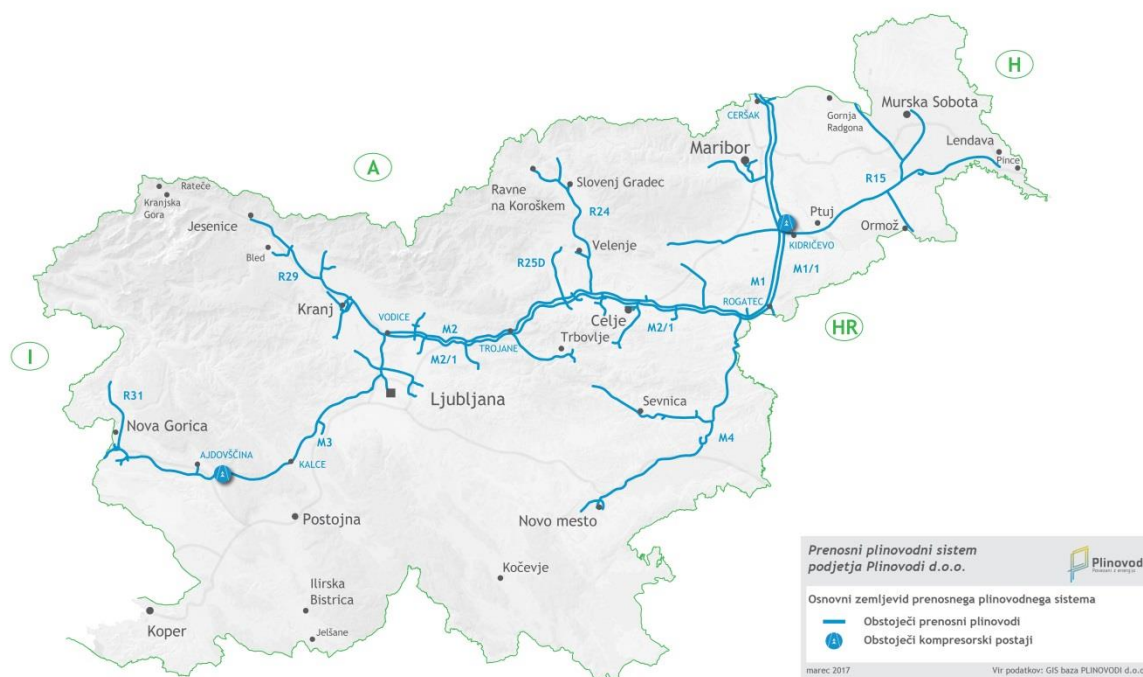 H
Murska Sobota
CERŠAK
Gornja
Radgona
Lendava
Pince
Maribor
A
Rateče
Kranjska
Gora
Ravne
na Koroškem
Slovenj Gradec
R15
Jesenice
R24
Ptuj
Ormož
Velenje
KIDRIČEVO
Bled
R29
R25D
M1
M1/1
Kranj
ROGATEC
VODICE
M2
Celje
M2/1
HR
TROJANE
Trbovlje
I
M2/1
R31
Ljubljana
Sevnica
Nova Gorica
M3
M4
AJDOVŠČINA
KALCE
Postojna
Novo mesto
Kočevje
Ilirska
Bistrica
Koper
Jelšane
Prenosni plinovodni sistem
podjetja Plinovodi d.o.o.
Plinovod
Osnovni zemljevid prenosnega plinovodnega sistema
Obstoječi prenosni plinovodi
Obstoječi kompresorski postaji
marec 2017
Vir podatkov: GIS baza PLINOVODI d.o.o